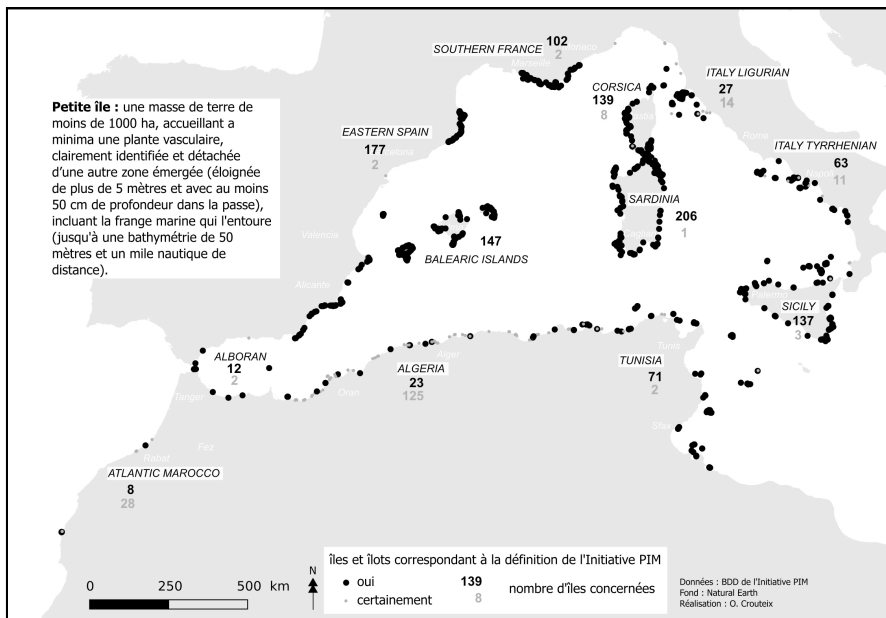 SOUTHERN FRANCE
102
2
Monaco
Marseille
CORSICA
139
8
ITALY LIGURIAN
27
14
Petite île : une masse de terre de
moins de 1000 ha, accueillant a
minima une plante vasculaire,
clairement identifiée et détachée
d'une autre zone émergée (éloignée
de plus de 5 mètres et avec au moins
50 cm de profondeur dans la passe),
incluant la frange marine qui l'entoure
(jusqu'à une bathymétrie de 50
mètres et un mile nautique de
distance).
EASTERN SPAIN
177
2
Roma
ITALY TYRRHENIAN
63
11
SARDINIA
206
1
Cagliari
147
BALEARIC ISLANDS
Valencia
Alicante
Palermo
SICILY
137
3
ALBORAN
12
2
Tanger
Alger
ALGERIA
23
125
Oran
Tunis
TUNISIA
71
2
Sfax
Rabat
Fez
ATLANTIC MAROCCO
8
28
0 250 500 km
N
îles et îlots correspondant à la définition de l'Initiative PIM
oui 139
certainement 8
nombre d'îles concernées
Données : BDD de l'Initiative PIM
Fond : Natural Earth
Réalisation : O. Crouteix